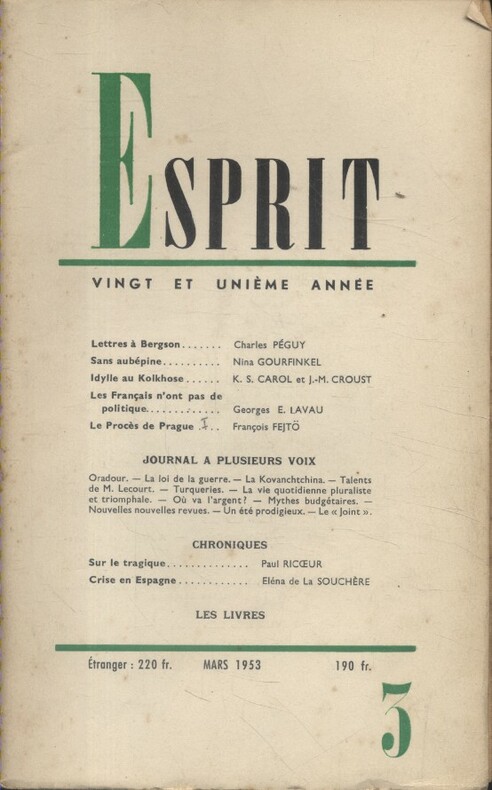 ESPRIT
VINGT ET UNIÈME ANNÉE
Lettres à Bergson....... Charles PÉGUY
Sans aubépine.......... Nina GOURFINKEL
Idylle au Kolkhose...... K. S. CAROL et J.-M. CROUST
Les Français n'ont pas de
politique............. Georges E. LAVAU
Le Procès de Prague I... François FEJTÖ
JOURNAL A PLUSIEURS VOIX
Oradour. — La loi de la guerre. — La Kovanchtchina. — Talents
de M. Lecourt. — Turqueries. — La vie quotidienne pluraliste
et triomphale. — Où va l'argent? — Mythes budgétaires. —
Nouvelles nouvelles revues. — Un été prodigieux. — Le « Joint ».
CHRONIQUES
Sur le tragique.............. Paul RICŒUR
Crise en Espagne............ Eléna de La SOUCHÈRE
LES LIVRES
Étranger : 220 fr. MARS 1953 190 fr.
3